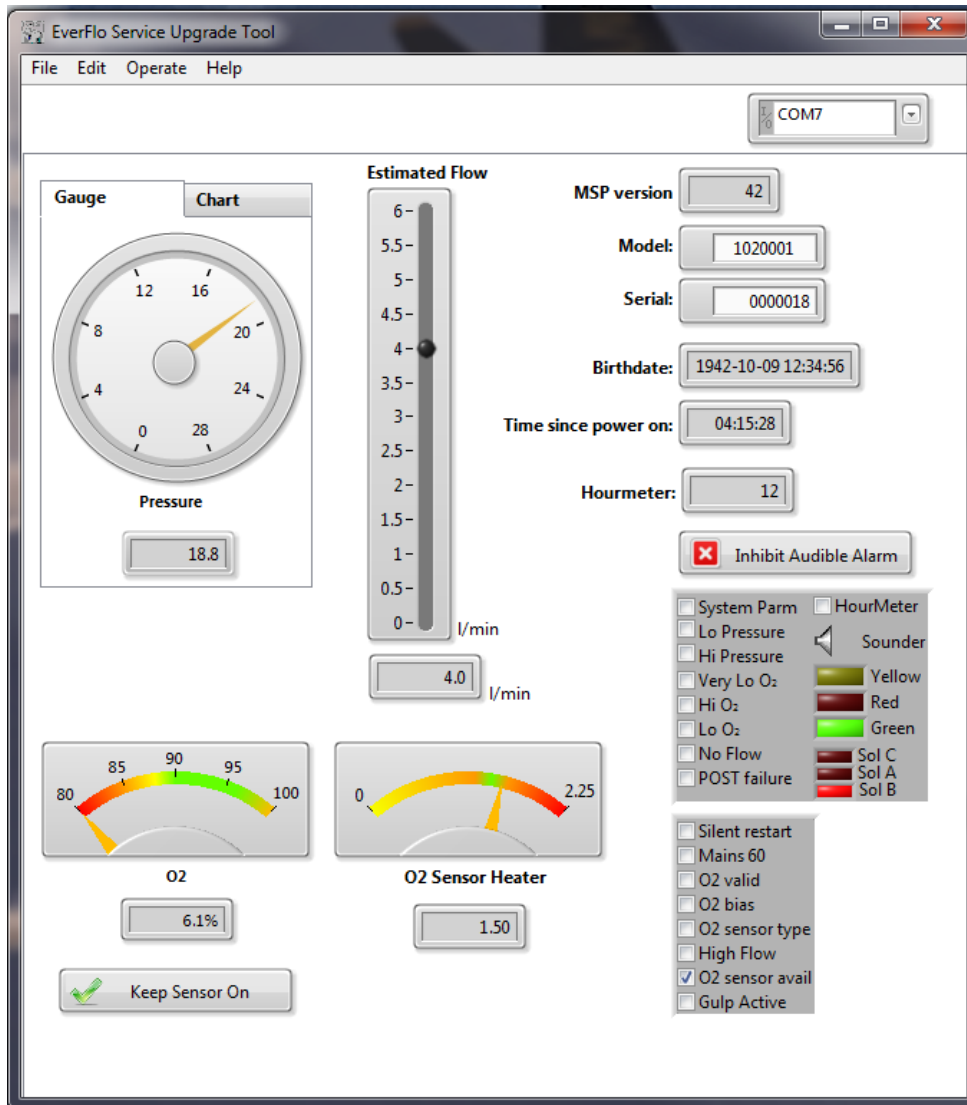 EverFlo Service Upgrade Tool
File Edit Operate Help
I/O COM7
Gauge Chart
0 4 8 12 16 20 24 28
Pressure
18.8
Estimated Flow
6
5.5
5
4.5
4
3.5
3
2.5
2
1.5
1
0.5
0
l/min
4.0 l/min
MSP version 42
Model: 1020001
Serial: 0000018
Birthdate: 1942-10-09 12:34:56
Time since power on: 04:15:28
Hourmeter: 12
Inhibit Audible Alarm
System Parm HourMeter
Lo Pressure
Sounder
Hi Pressure
Very Lo O₂ Yellow
Hi O₂ Red
Lo O₂ Green
No Flow Sol C
Sol A
POST failure Sol B
80 85 90 95 100
O2
6.1%
Keep Sensor On
0 2.25
O2 Sensor Heater
1.50
Silent restart
Mains 60
O2 valid
O2 bias
O2 sensor type
High Flow
O2 sensor avail
Gulp Active